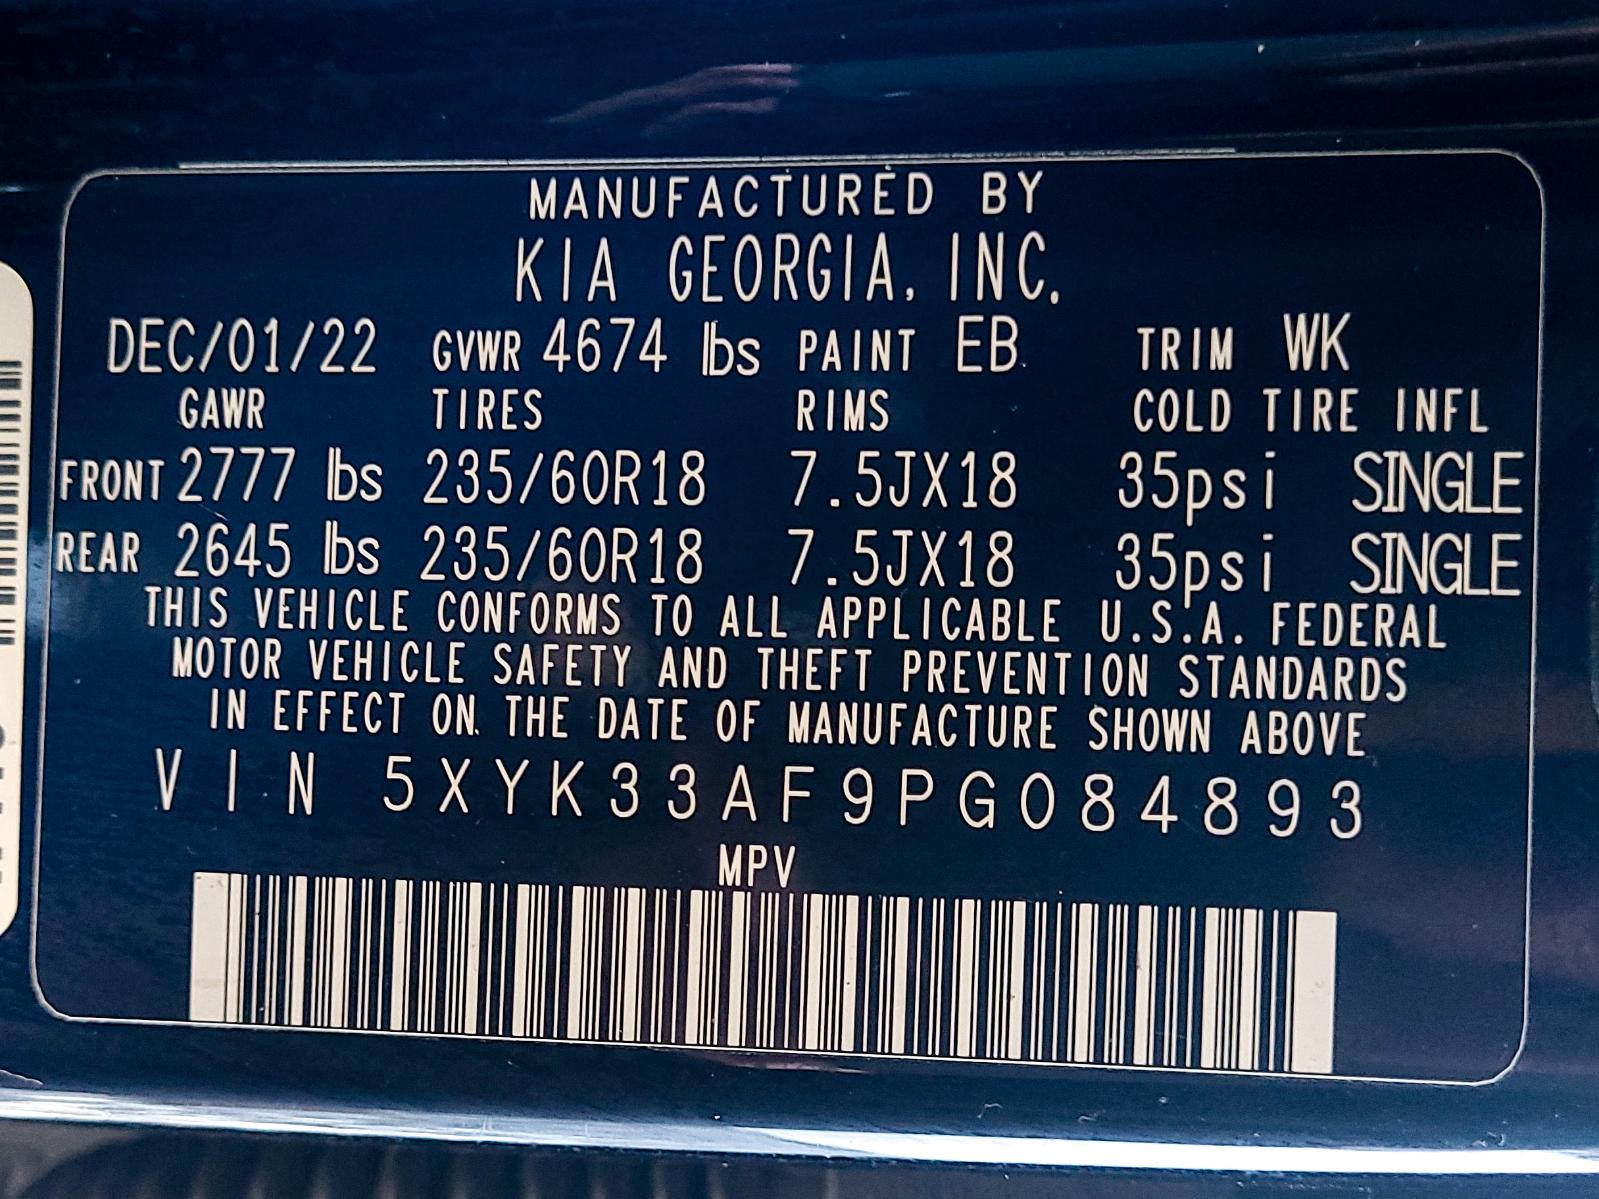 MANUFACTURED BY
KIA GEORGIA, INC.
DEC/01/22 GVWR 4674 lbs PAINT EB TRIM WK
GAWR TIRES RIMS COLD TIRE INFL
FRONT 2777 lbs 235/60R18 7.5JX18 35psi SINGLE
REAR 2645 lbs 235/60R18 7.5JX18 35psi SINGLE
THIS VEHICLE CONFORMS TO ALL APPLICABLE U.S.A. FEDERAL
MOTOR VEHICLE SAFETY AND THEFT PREVENTION STANDARDS
IN EFFECT ON THE DATE OF MANUFACTURE SHOWN ABOVE
VIN 5XYK33AF9PG084893
MPV